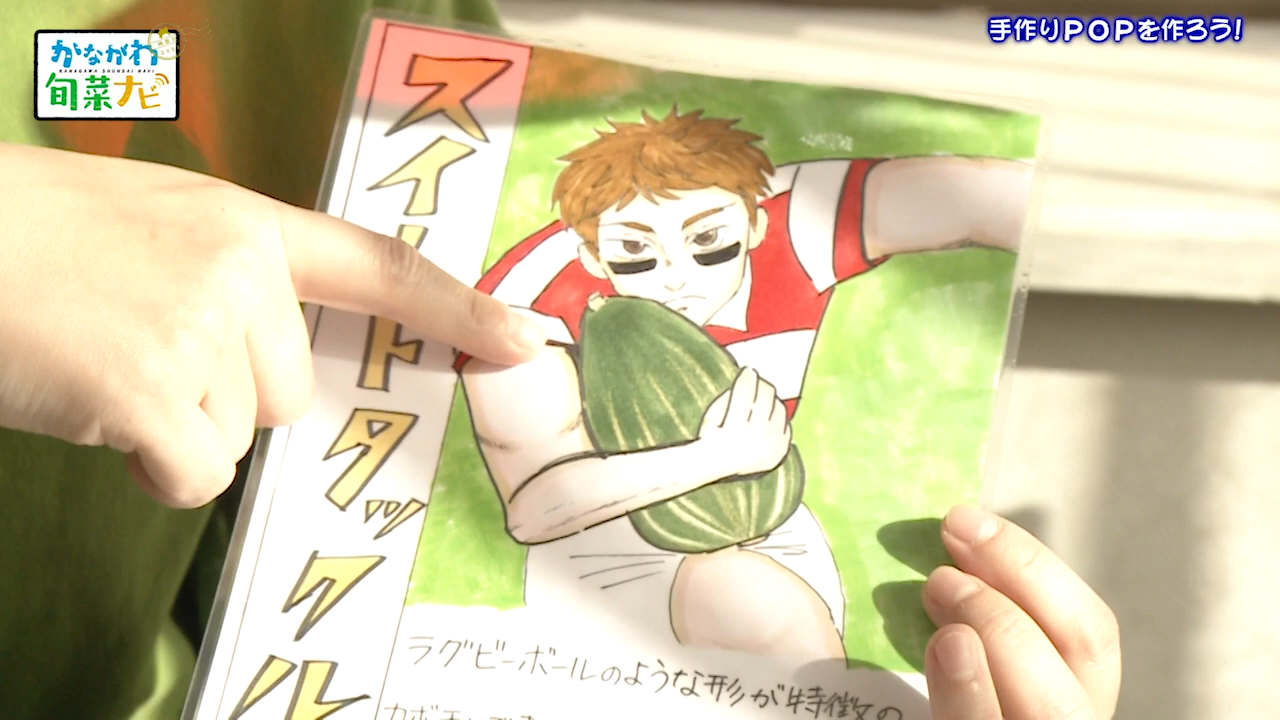 かながわ
KANAGAWA SHUNSAI NAVI
旬菜ナビ
手作りPOPを作ろう!
スイートタックル
ラグビーボールのような形が特徴の